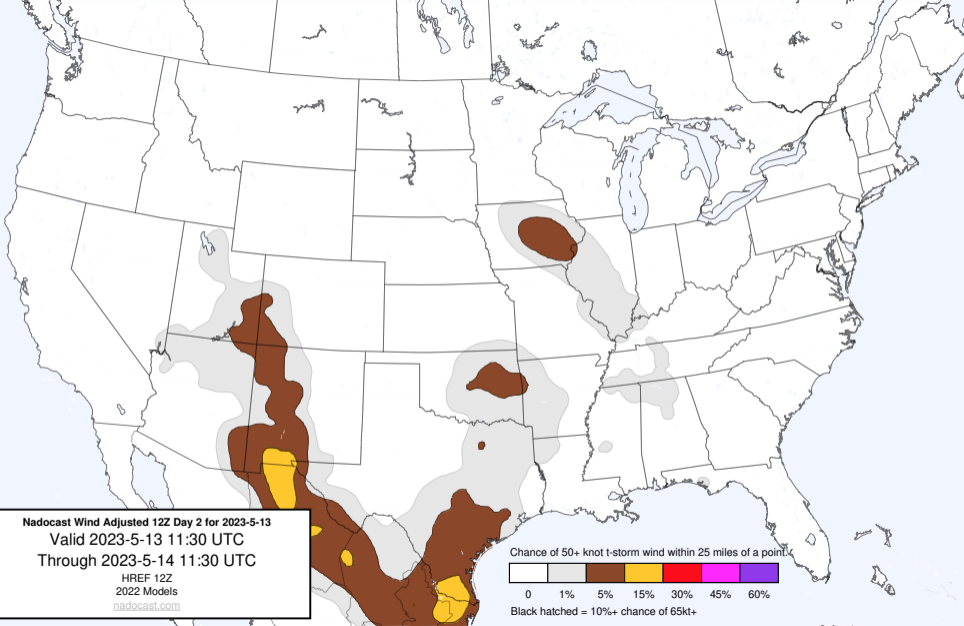 Nadocast Wind Adjusted 12Z Day 2 for 2023-5-13
Valid 2023-5-13 11:30 UTC
Through 2023-5-14 11:30 UTC
HREF 12Z
2022 Models
nadocast.com
Chance of 50+ knot t-storm wind within 25 miles of a point.
0 1% 5% 15% 30% 45% 60%
Black hatched = 10%+ chance of 65kt+